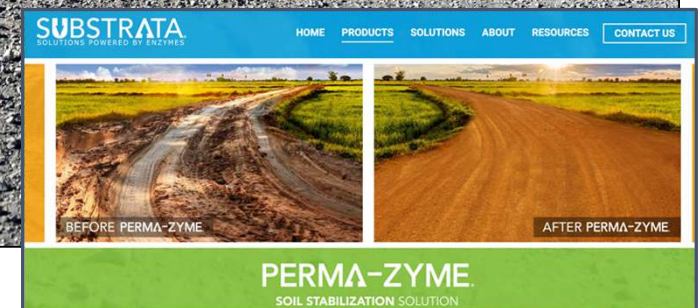 SUBSTRATA.
SOLUTIONS POWERED BY ENZYMES
HOME PRODUCTS SOLUTIONS ABOUT RESOURCES CONTACT US
BEFORE PERMA-ZYME
AFTER PERMA-ZYME
PERMA-ZYME.
SOIL STABILIZATION SOLUTION